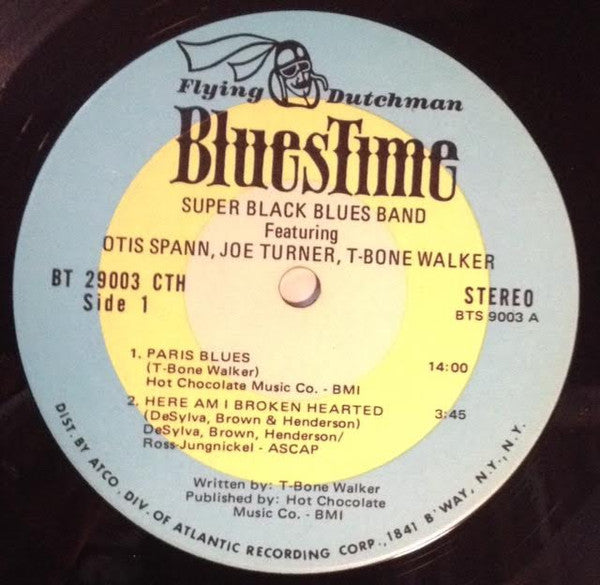 Flying Dutchman
BluesTime
SUPER BLACK BLUES BAND
Featuring
OTIS SPANN, JOE TURNER, T-BONE WALKER
BT 29003 CTH
Side 1
STEREO
BTS 9003 A
1. PARIS BLUES 14:00
(T-Bone Walker)
Hot Chocolate Music Co. - BMI
2. HERE AM I BROKEN HEARTED 3:45
(DeSylva, Brown & Henderson)
DeSylva, Brown, Henderson/
Ross-Jungnickel - ASCAP
Written by: T-Bone Walker
Published by: Hot Chocolate
Music Co. - BMI
DIST. BY ATCO, DIV. OF ATLANTIC RECORDING CORP., 1841 B'WAY, N.Y., N.Y.